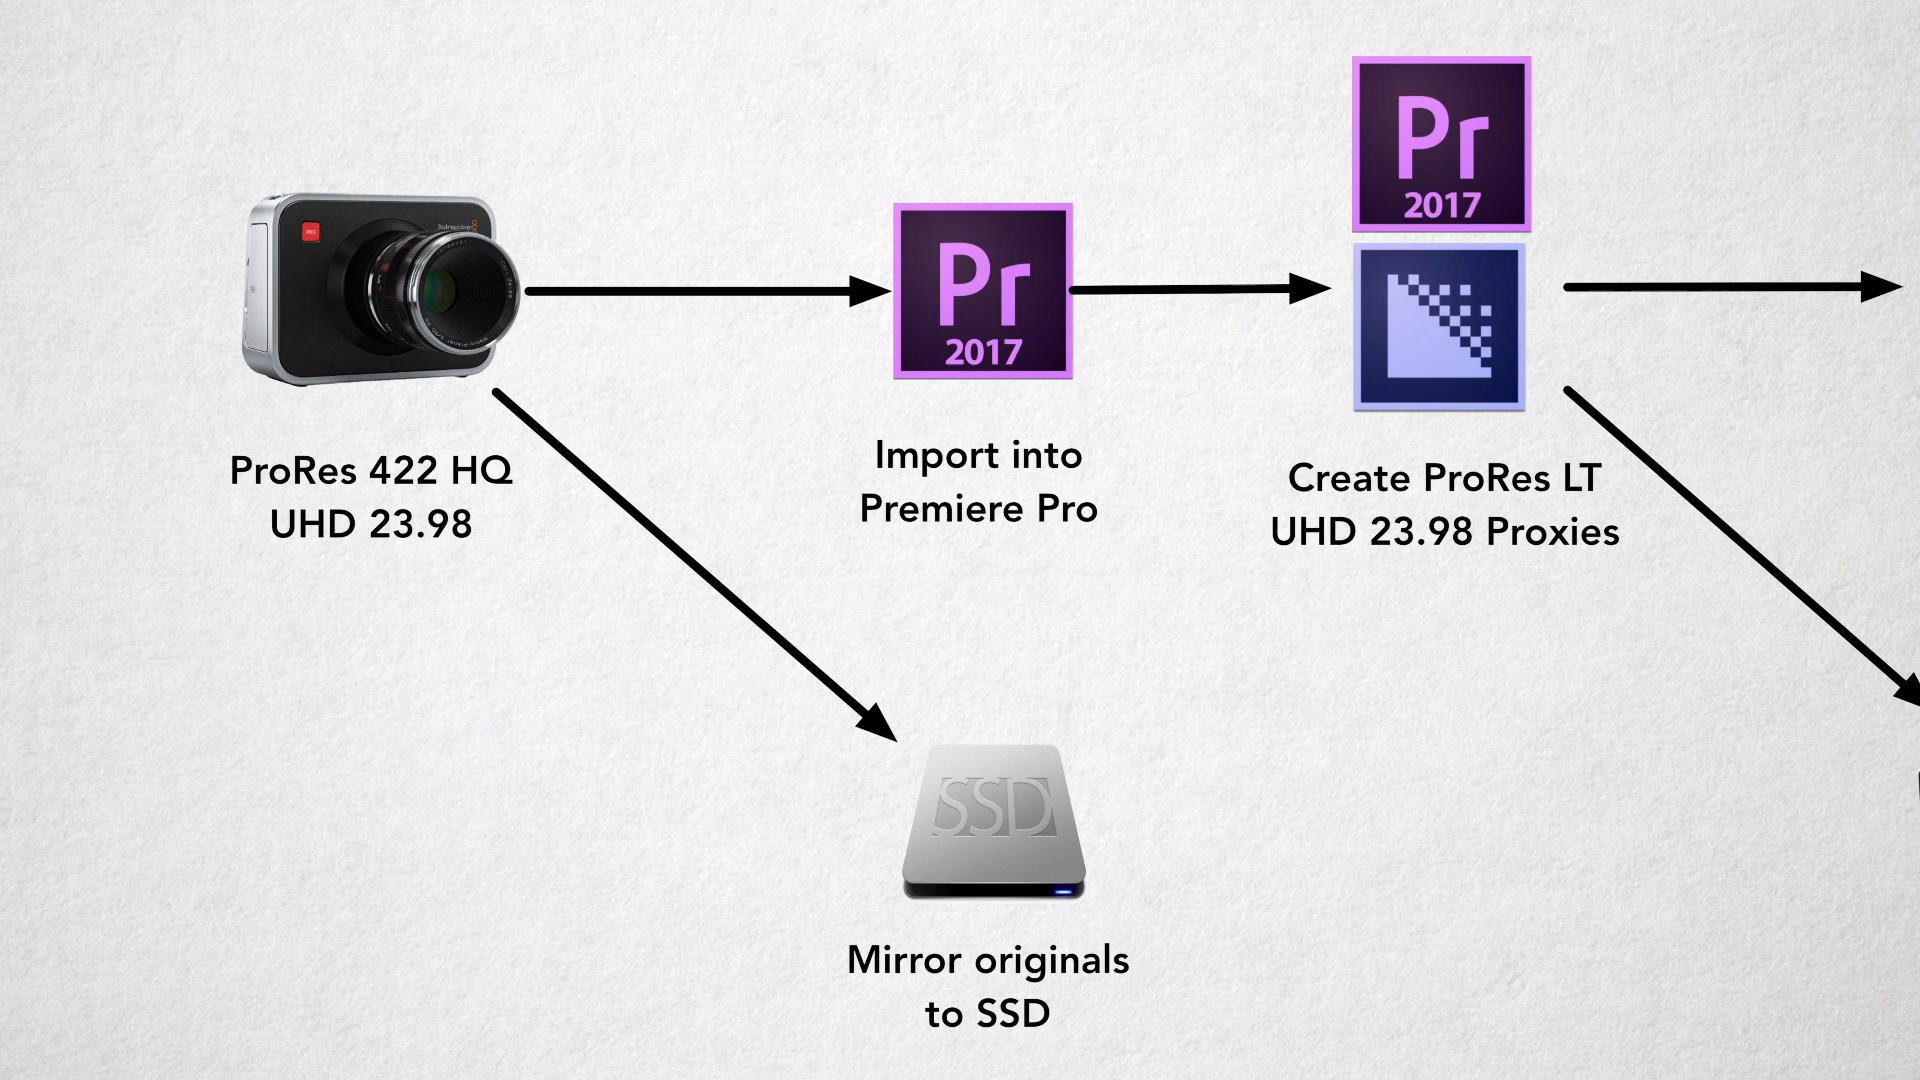 REC
ProRes 422 HQ
UHD 23.98
Pr
2017
Import into
Premiere Pro
Pr
2017
Create ProRes LT
UHD 23.98 Proxies
SSD
Mirror originals
to SSD